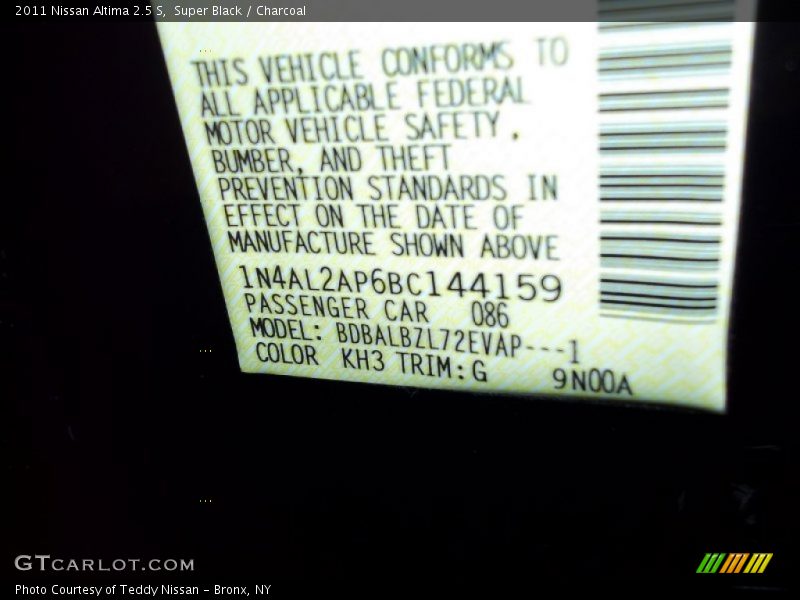 2011 Nissan Altima 2.5 S,  Super Black / Charcoal
THIS VEHICLE CONFORMS TO
ALL APPLICABLE FEDERAL
MOTOR VEHICLE SAFETY ,
BUMBER, AND THEFT
PREVENTION STANDARDS IN
EFFECT ON THE DATE OF
MANUFACTURE SHOWN ABOVE
1N4AL2AP6BC144159
PASSENGER CAR 086
MODEL: BDBALBZL72EVAP---1
COLOR KH3 TRIM:G 9N00A
GTCARLOT.COM
Photo Courtesy of Teddy Nissan – Bronx, NY